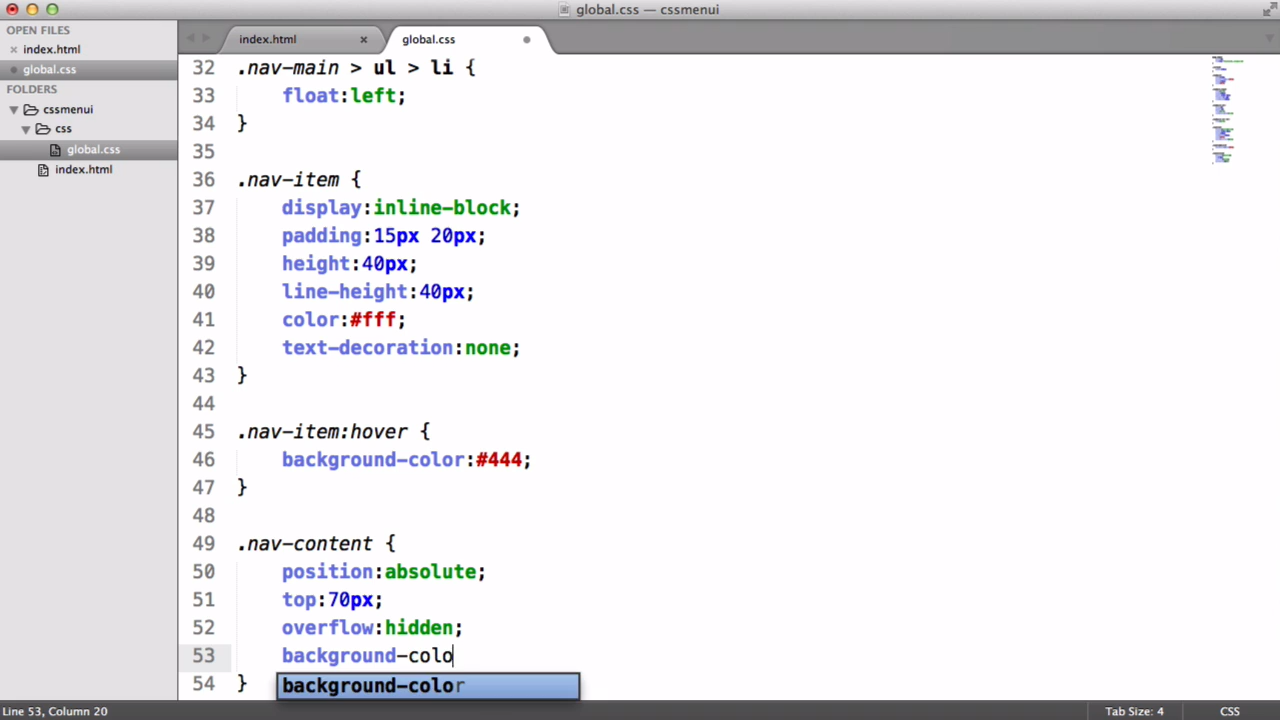 global.css — cssmenui
OPEN FILES
index.html
global.css
FOLDERS
cssmenui
css
global.css
index.html
index.html
global.css
32 .nav-main > ul > li {
33 float:left;
34 }
35
36 .nav-item {
37 display:inline-block;
38 padding:15px 20px;
39 height:40px;
40 line-height:40px;
41 color:#fff;
42 text-decoration:none;
43 }
44
45 .nav-item:hover {
46 background-color:#444;
47 }
48
49 .nav-content {
50 position:absolute;
51 top:70px;
52 overflow:hidden;
53 background-colo
54 }
background-color
Line 53, Column 20
Tab Size: 4
CSS